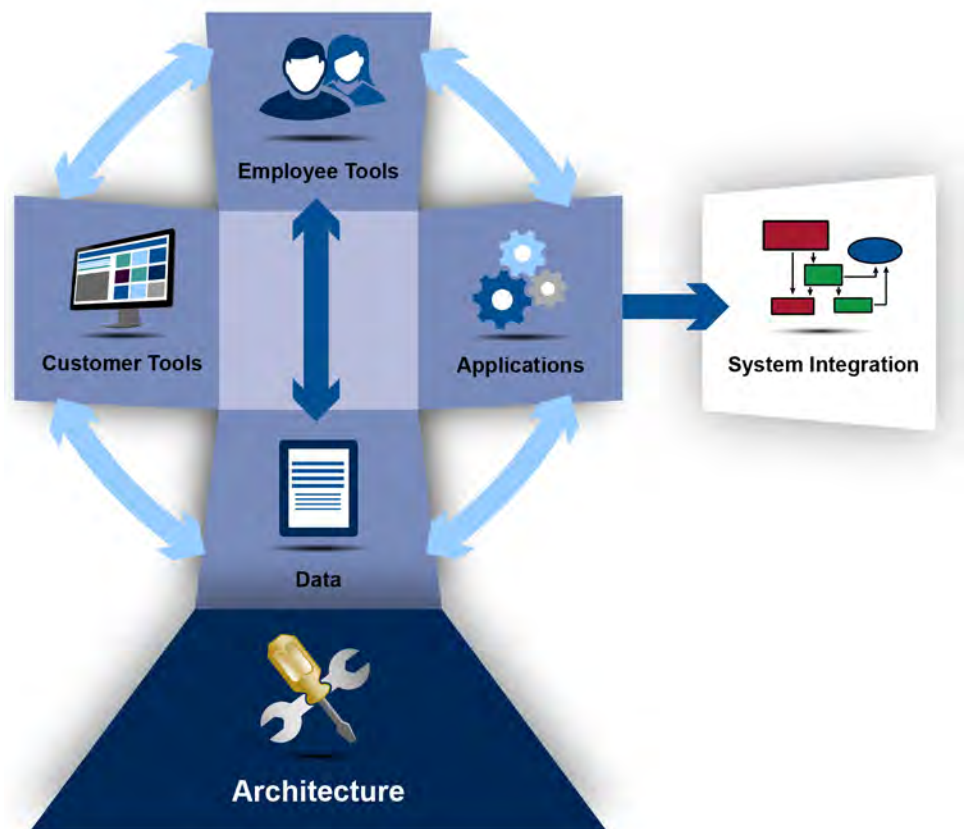 Employee Tools
Customer Tools
Applications
System Integration
Data
Architecture